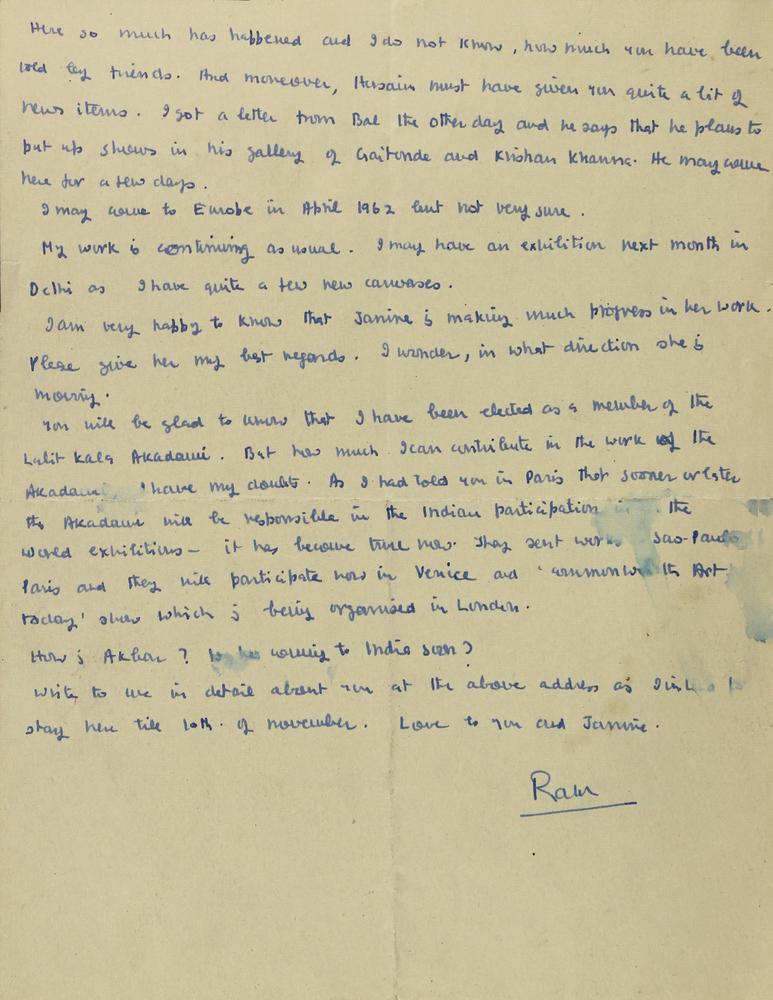 Here so much has happened and I do not know, how much you have been
told by friends. And moreover, Husain must have given you quite a lot of
news items. I got a letter from Bal the other day and he says that he plans to
put up shows in his gallery of Gaitonde and Krishan Khanna. He may come
here for a few days.
I may come to Europe in April 1962 but not very sure.
My work is continuing as usual. I may have an exhibition next month in
Delhi as I have quite a few new canvases.
I am very happy to know that Janine is making much progress in her work.
Please give her my best regards. I wonder, in what direction she is
moving.
You will be glad to know that I have been elected as a member of the
Lalit Kala Akadami. But how much I can contribute in the work of the
Akadami, I have my doubts. As I had told you in Paris that sooner or later
the Akadami will be responsible in the Indian participation in the
world exhibitions – it has become true now. They sent works Sao-Paulo
Paris and they will participate now in Venice and 'Commonwealth Art
today' show which is being organised in London.
How is Akbar? Is he coming to India soon?
Write to me in detail about you at the above address as I intend to
stay here till 10th of november. Love to you and Janine.
Ram